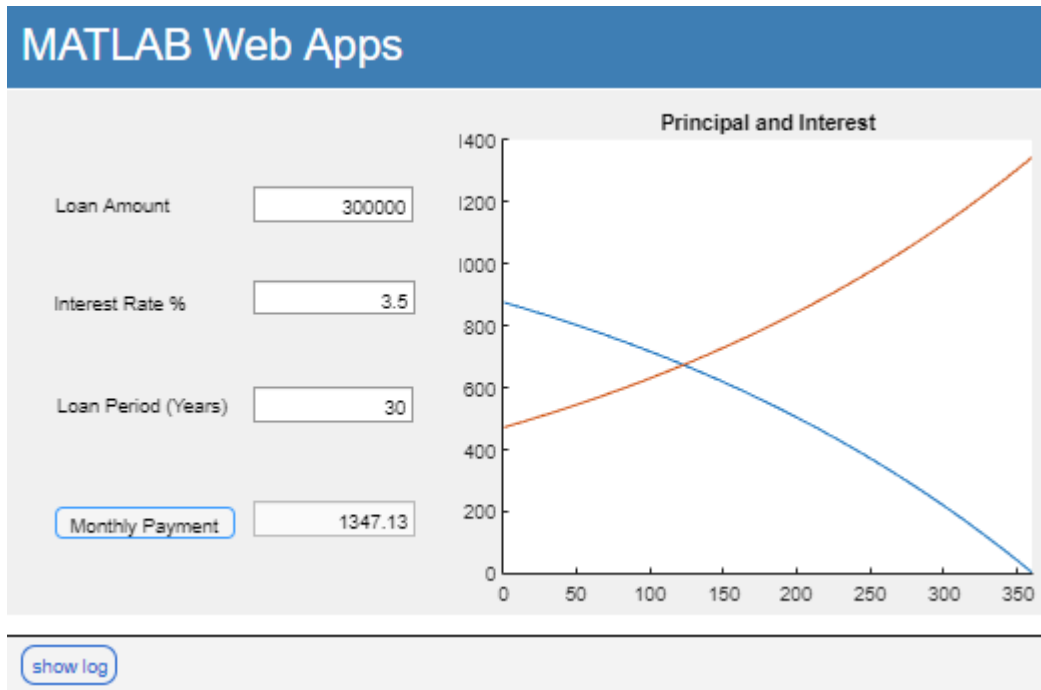 MATLAB Web Apps
Loan Amount
300000
Interest Rate %
3.5
Loan Period (Years)
30
Monthly Payment
1347.13
Principal and Interest
1400
1200
1000
800
600
400
200
0
0 50 100 150 200 250 300 350
show log